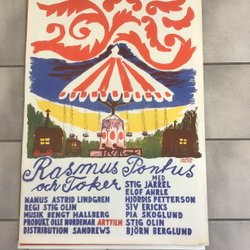 Rasmus Pontus
och Toker
MED
STIG JÄRREL
ELOF AHRLE
MANUS ASTRID LINDGREN
HJÖRDIS PETTERSON
REGI STIG OLIN
SIV ERICKS
MUSIK BENGT HALLBERG
PIA SKOGLUND
PRODUKT OLLE NORDEMAR ARTFILM
STIG OLIN
DISTRIBUTION SANDREWS
BJÖRN BERGLUND